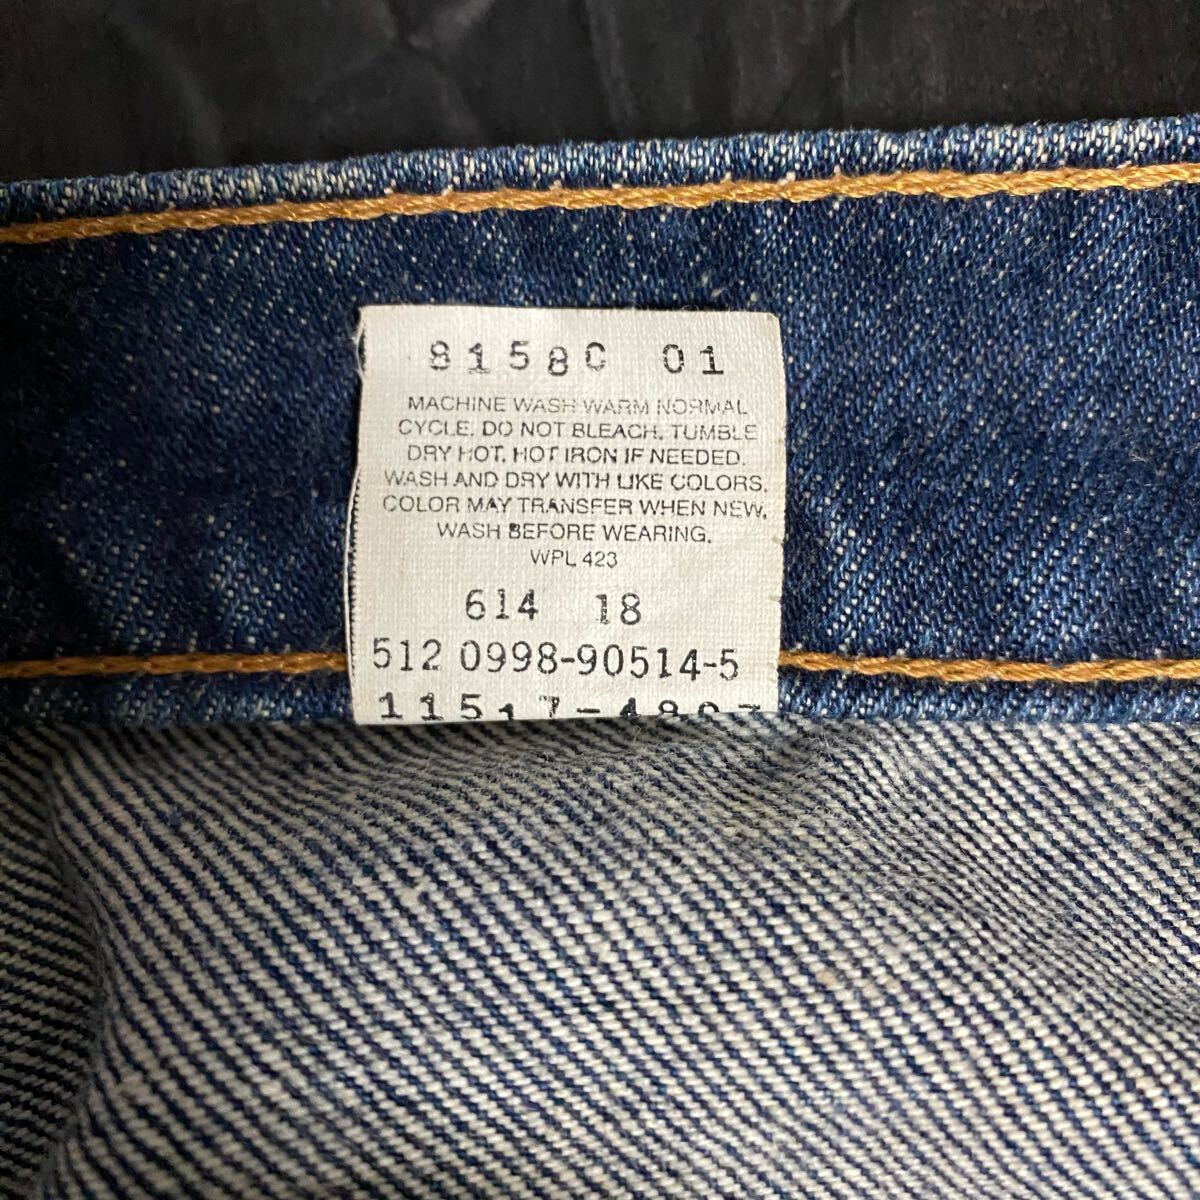 8158C 01
MACHINE WASH WARM NORMAL
CYCLE. DO NOT BLEACH. TUMBLE
DRY HOT. HOT IRON IF NEEDED.
WASH AND DRY WITH LIKE COLORS.
COLOR MAY TRANSFER WHEN NEW.
WASH BEFORE WEARING.
WPL 423
614 18
512 0998-90514-5